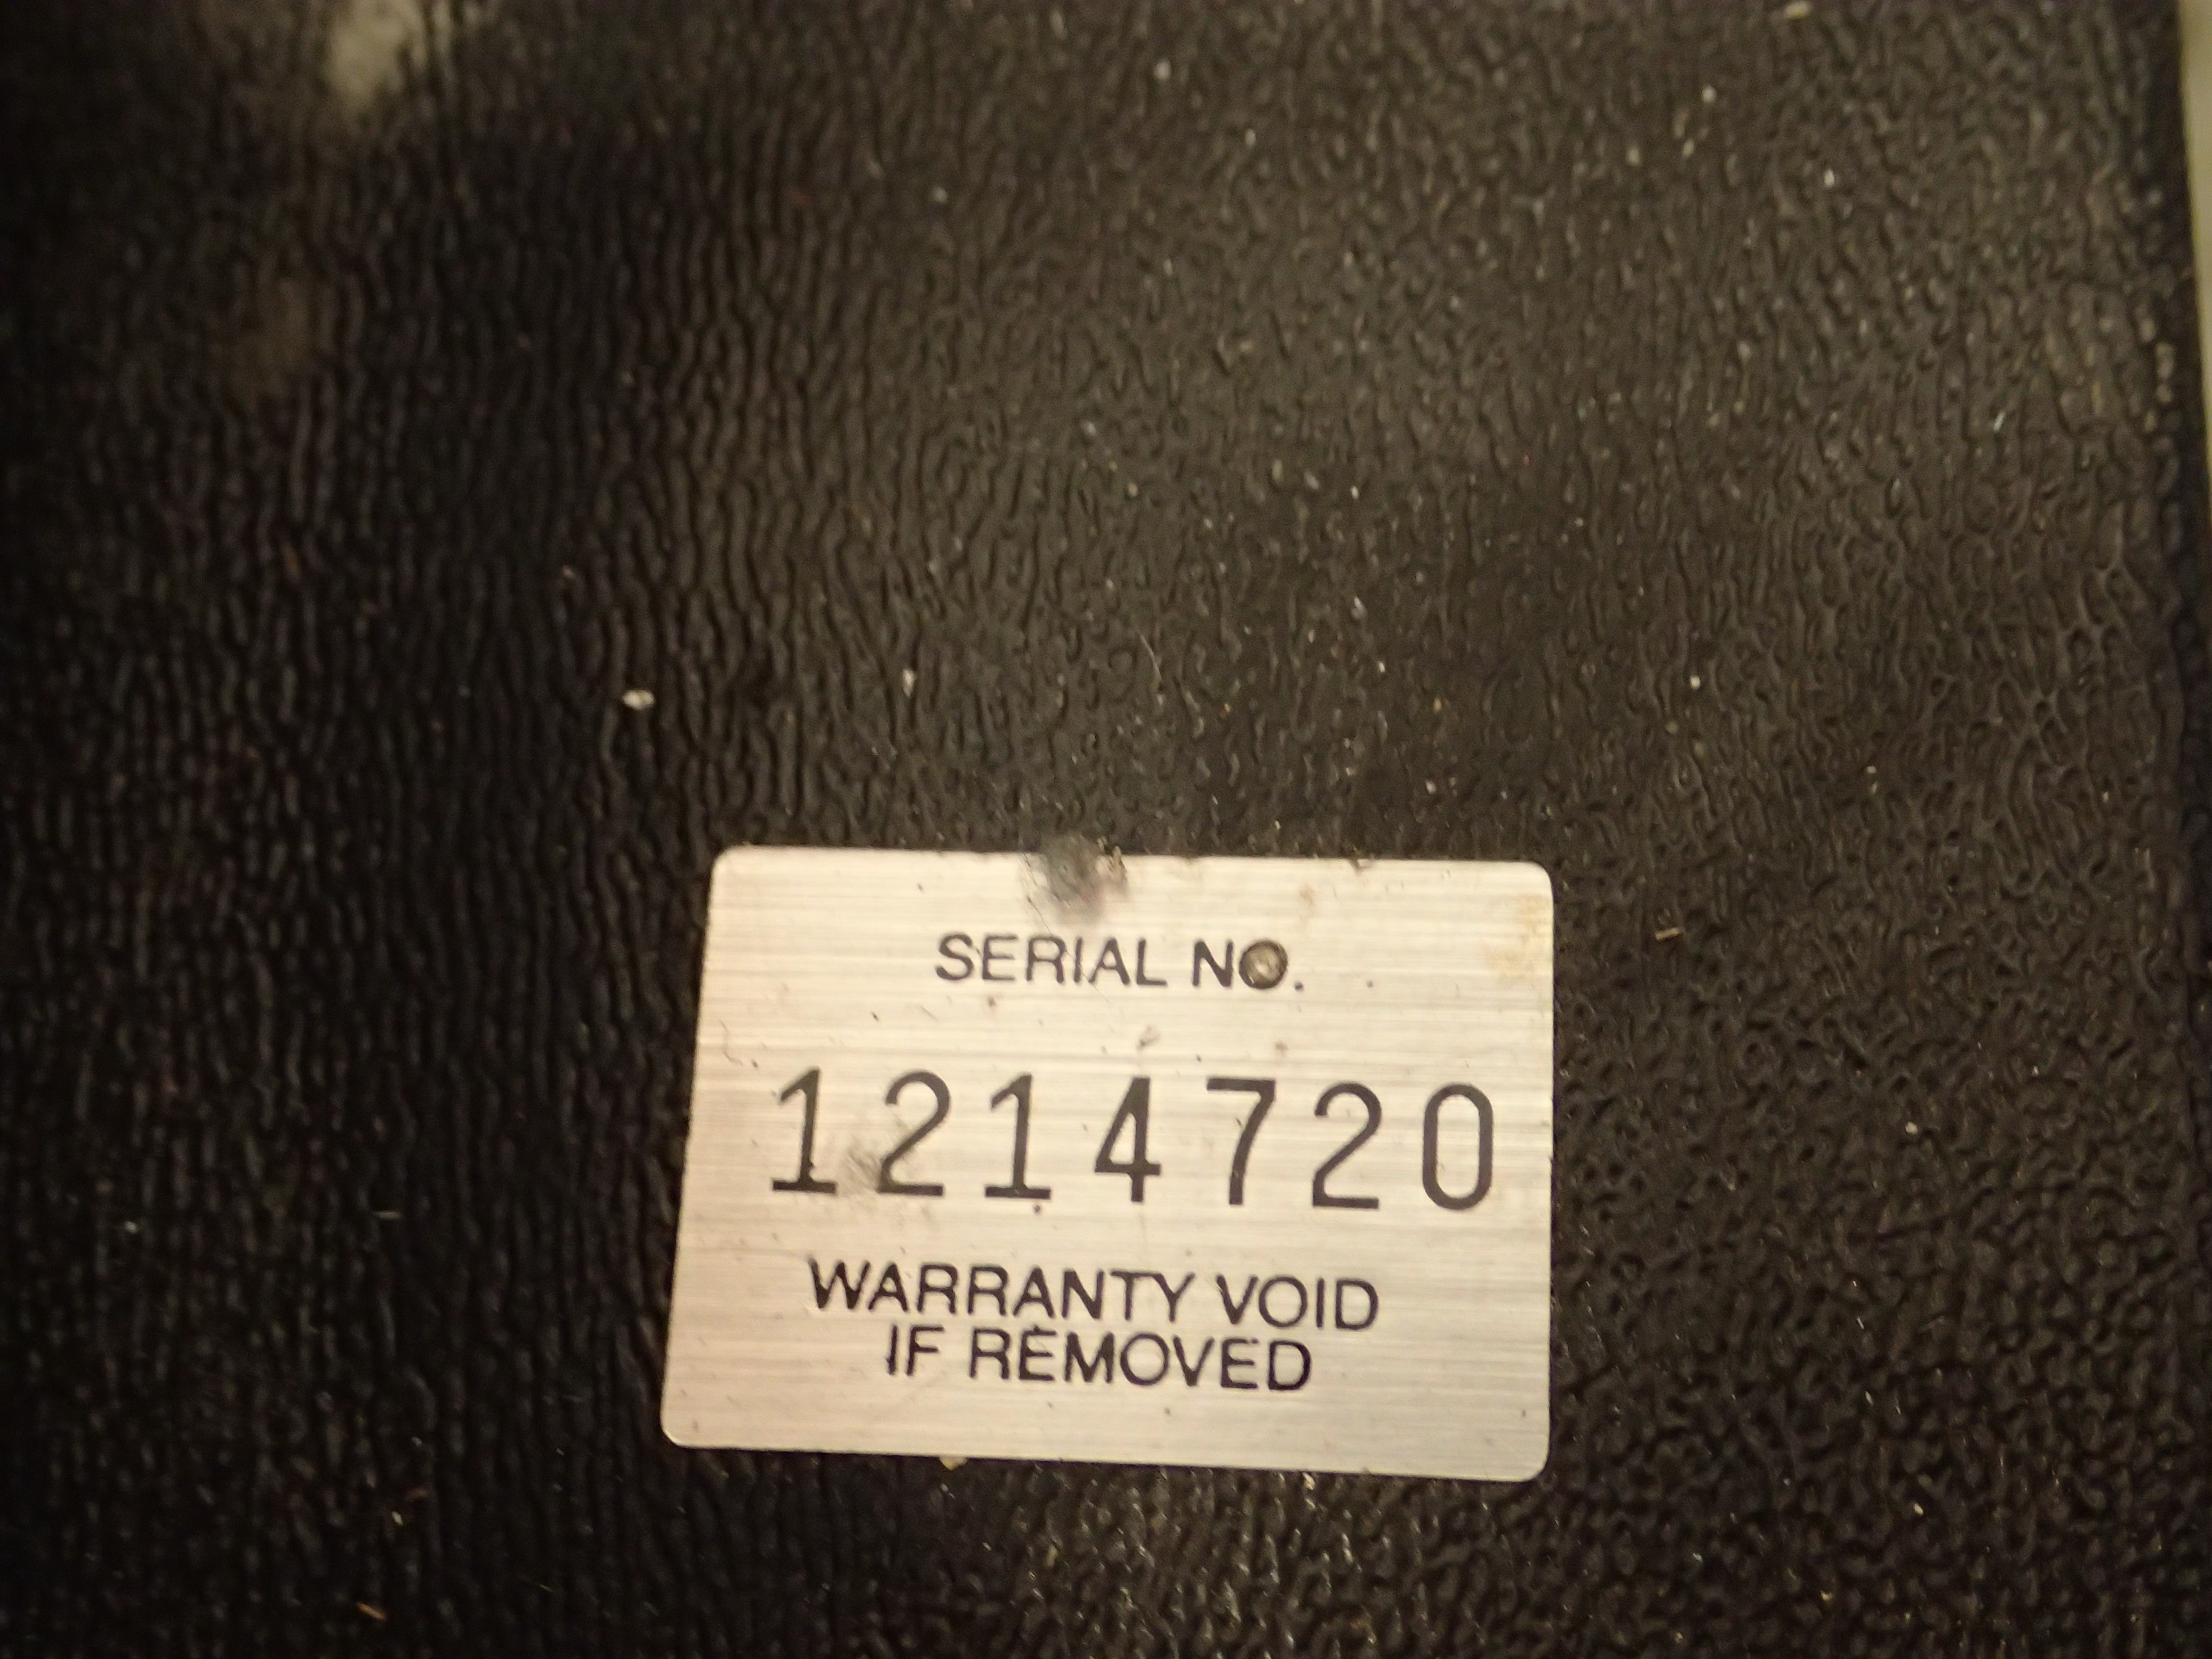 SERIAL NO.
1214720
WARRANTY VOID
IF REMOVED